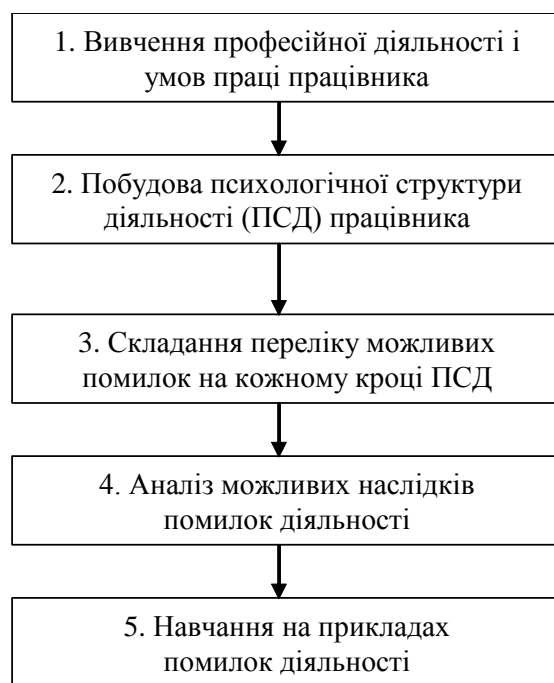 1. Вивчення професійної діяльності і
умов праці працівника
2. Побудова психологічної структури
діяльності (ПСД) працівника
3. Складання переліку можливих
помилок на кожному кроці ПСД
4. Аналіз можливих наслідків
помилок діяльності
5. Навчання на прикладах
помилок діяльності